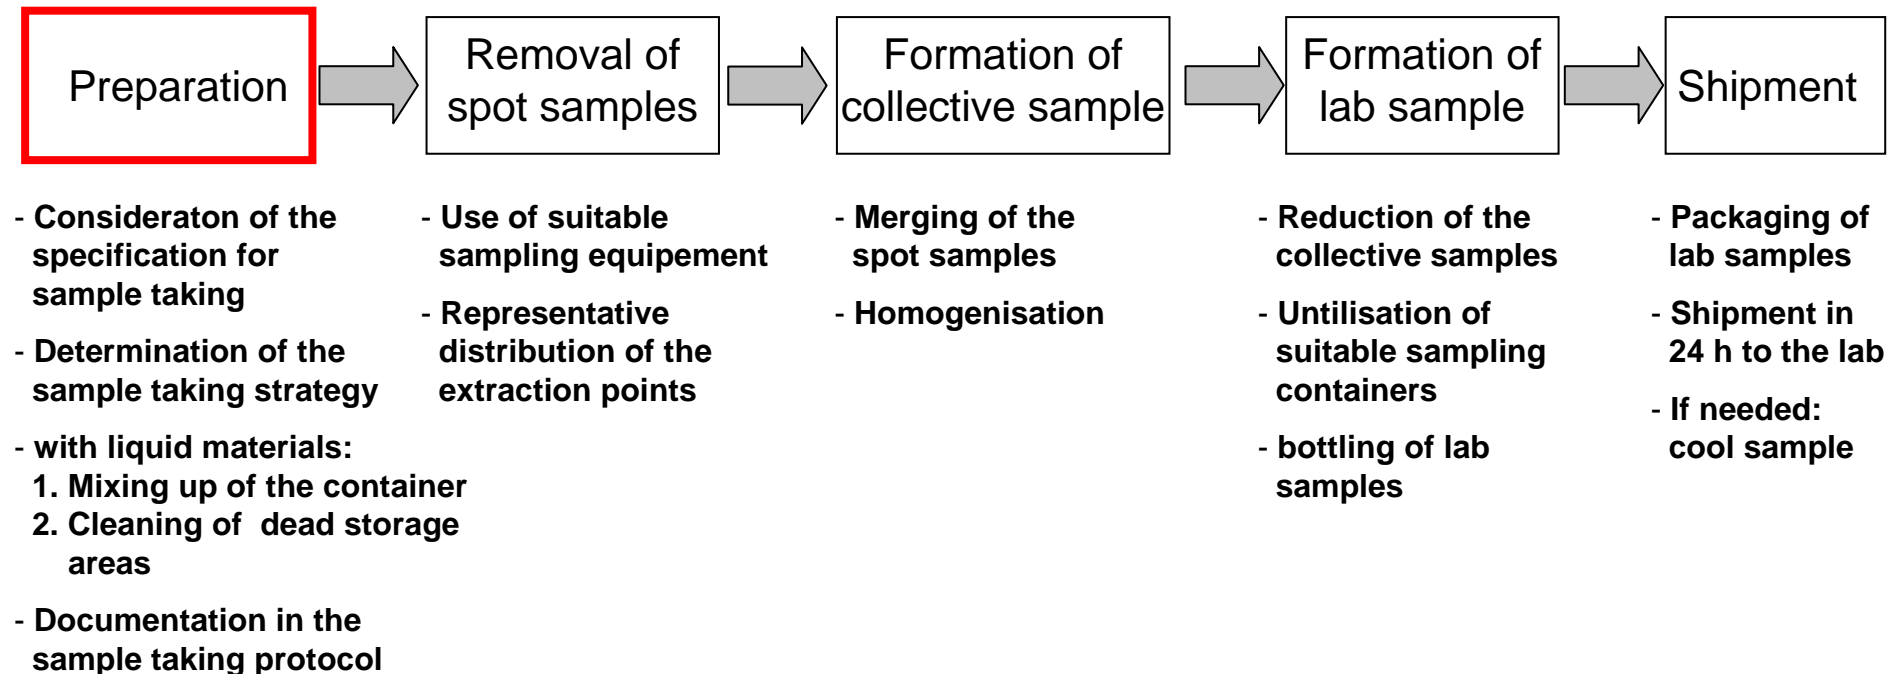 Preparation
Removal of
spot samples
Formation of
collective sample
Formation of
lab sample
Shipment
- Consideraton of the
specification for
sample taking
- Determination of the
sample taking strategy
- with liquid materials:
1. Mixing up of the container
2. Cleaning of  dead storage
areas
- Documentation in the
sample taking protocol
- Use of suitable
sampling equipement
- Representative
distribution of the
extraction points
- Merging of the
spot samples
- Homogenisation
- Reduction of the
collective samples
- Untilisation of
suitable sampling
containers
- bottling of lab
samples
- Packaging of
lab samples
- Shipment in
24 h to the lab
- If needed:
cool sample